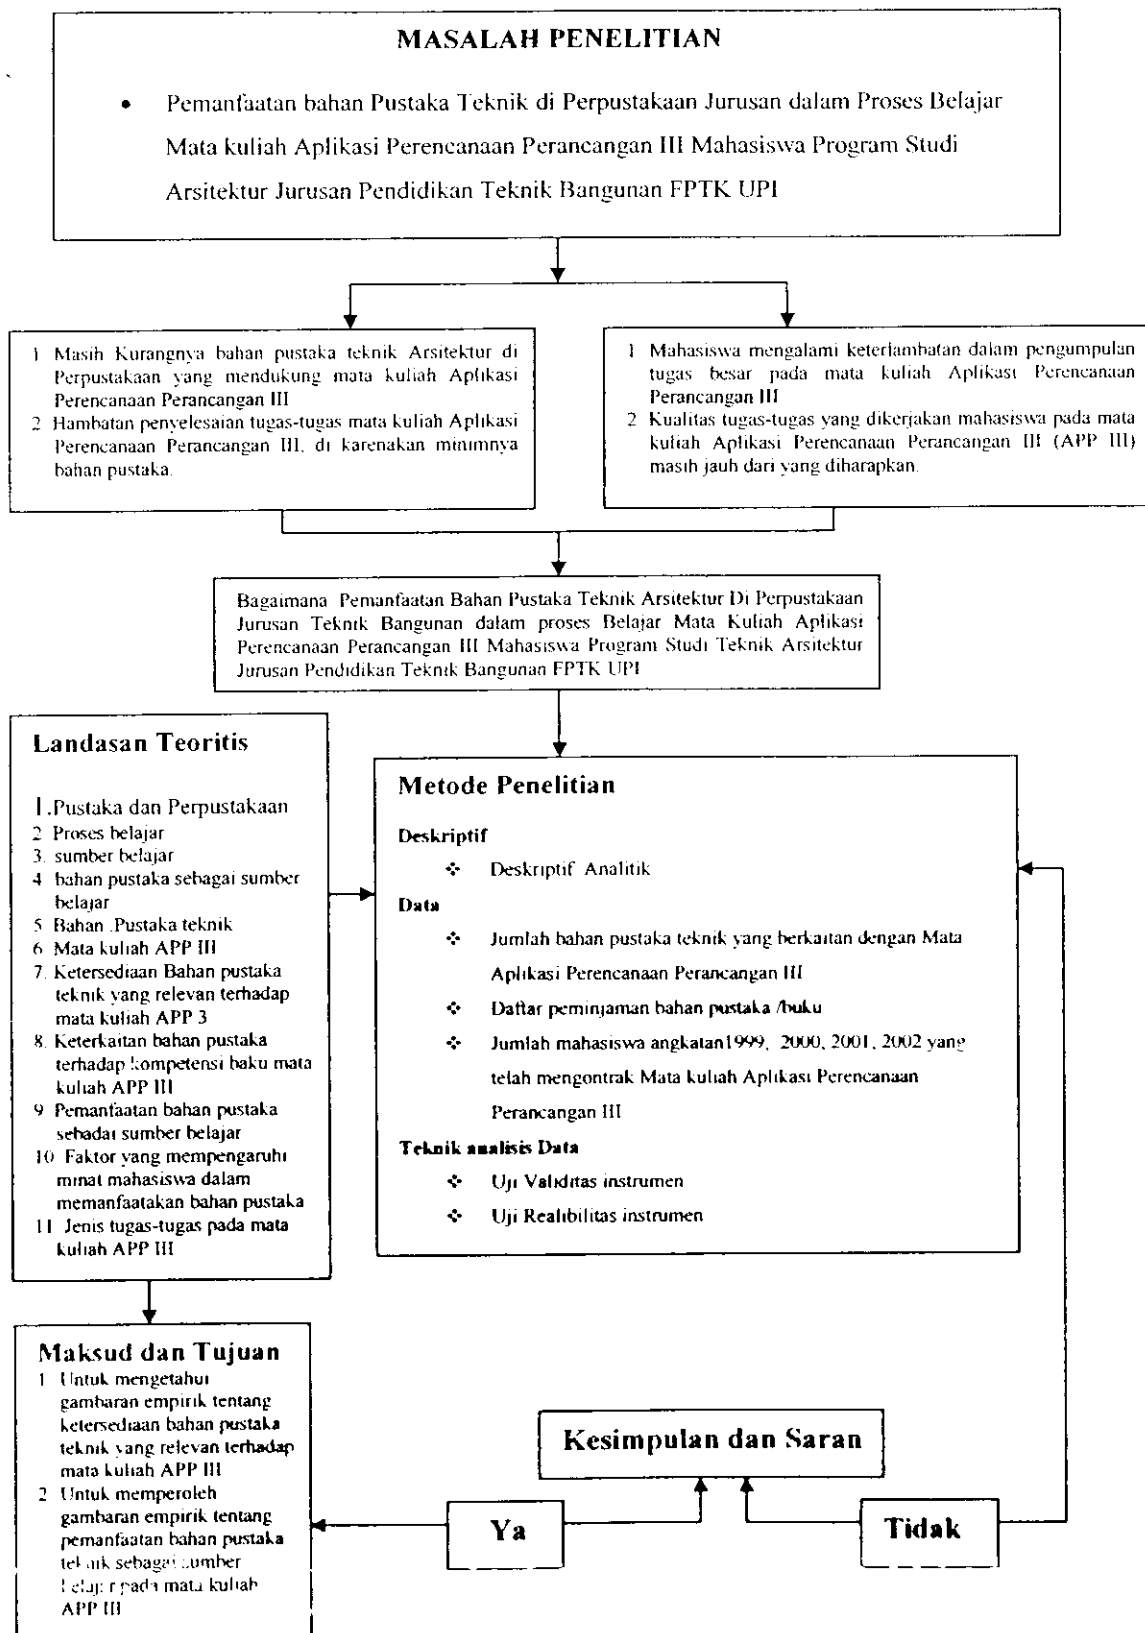 MASALAH PENELITIAN
• Pemanfaatan bahan Pustaka Teknik di Perpustakaan Jurusan dalam Proses Belajar
Mata kuliah Aplikasi Perencanaan Perancangan III Mahasiswa Program Studi
Arsitektur Jurusan Pendidikan Teknik Bangunan FPTK UPI
1 Masih Kurangnya bahan pustaka teknik Arsitektur di
Perpustakaan yang mendukung mata kuliah Aplikasi
Perencanaan Perancangan III
2 Hambatan penyelesaian tugas-tugas mata kuliah Aplikasi
Perencanaan Perancangan III, di karenakan minimnya
bahan pustaka.
1 Mahasiswa mengalami keterlambatan dalam pengumpulan
tugas besar pada mata kuliah Aplikasi Perencanaan
Perancangan III
2 Kualitas tugas-tugas yang dikerjakan mahasiswa pada mata
kuliah Aplikasi Perencanaan Perancangan III (APP III)
masih jauh dari yang diharapkan.
Bagaimana Pemanfaatan Bahan Pustaka Teknik Arsitektur Di Perpustakaan
Jurusan Teknik Bangunan dalam proses Belajar Mata Kuliah Aplikasi
Perencanaan Perancangan III Mahasiswa Program Studi Teknik Arsitektur
Jurusan Pendidikan Teknik Bangunan FPTK UPI
Landasan Teoritis
1.Pustaka dan Perpustakaan
2 Proses belajar
3. sumber belajar
4 bahan pustaka sebagai sumber
belajar
5 Bahan .Pustaka teknik
6 Mata kuliah APP III
7. Ketersediaan Bahan pustaka
teknik yang relevan terhadap
mata kuliah APP 3
8. Keterkaitan bahan pustaka
terhadap kompetensi baku mata
kuliah APP III
9 Pemanfaatan bahan pustaka
sebadai sumber belajar
10 Faktor yang mempengaruhi
minat mahasiswa dalam
memanfaatakan bahan pustaka
11 Jenis tugas-tugas pada mata
kuliah APP III
Metode Penelitian
Deskriptif
❖ Deskriptif Analitik
Data
❖ Jumlah bahan pustaka teknik yang berkaitan dengan Mata
Aplikasi Perencanaan Perancangan III
❖ Daftar peminjaman bahan pustaka /buku
❖ Jumlah mahasiswa angkatan1999, 2000, 2001, 2002 yang
telah mengontrak Mata kuliah Aplikasi Perencanaan
Perancangan III
Teknik analisis Data
❖ Uji Validitas instrumen
❖ Uji Realibilitas instrumen
Maksud dan Tujuan
1 Untuk mengetahui
gambaran empirik tentang
ketersediaan bahan pustaka
teknik yang relevan terhadap
mata kuliah APP III
2 Untuk memperoleh
gambaran empirik tentang
pemanfaatan bahan pustaka
teknik sebagai sumber
belajar pada mata kuliah
APP III
Kesimpulan dan Saran
Ya
Tidak